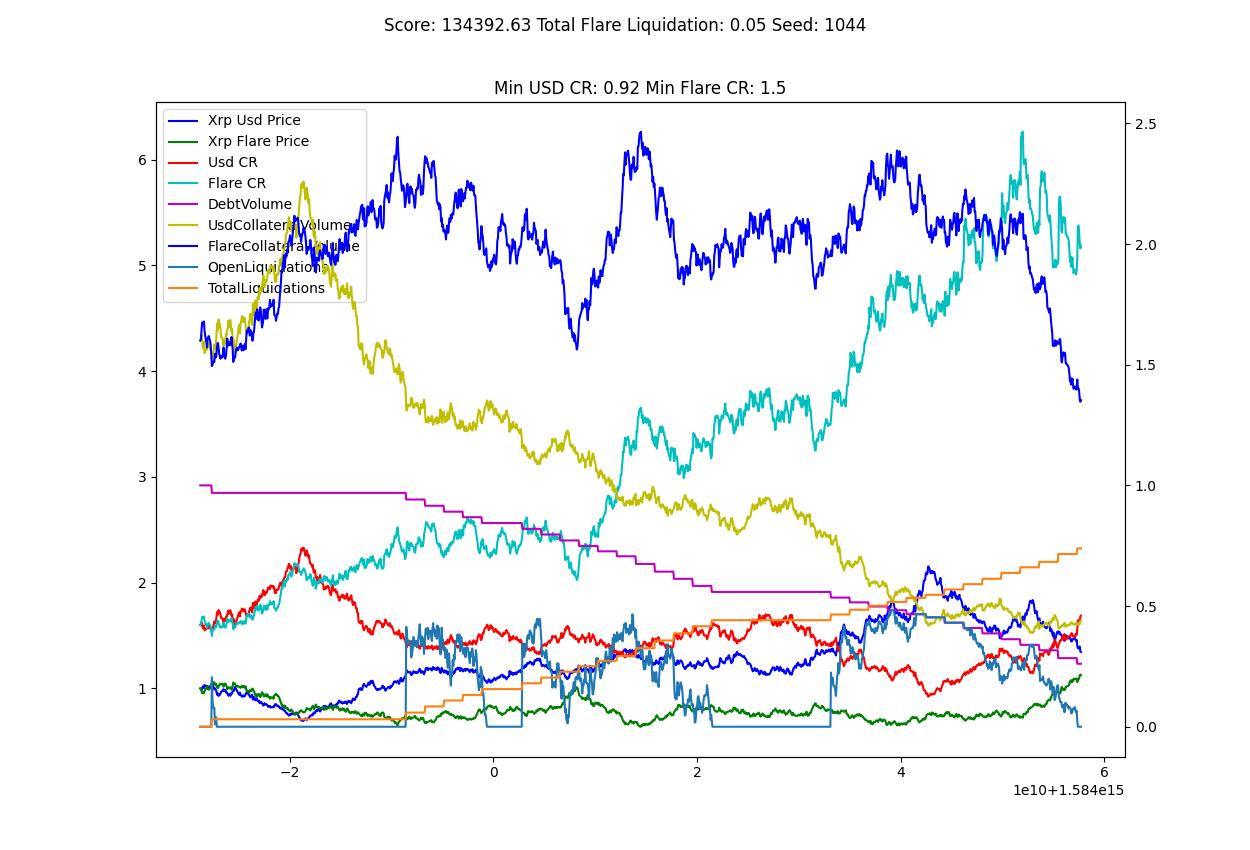 Score: 134392.63 Total Flare Liquidation: 0.05 Seed: 1044
Min USD CR: 0.92 Min Flare CR: 1.5
Xrp Usd Price
Xrp Flare Price
Usd CR
Flare CR
DebtVolume
UsdCollateralVolume
FlareCollateralVolume
OpenLiquidations
TotalLiquidations
6
5
4
3
2
1
2.5
2.0
1.5
1.0
0.5
0.0
−2
0
2
4
6
1e10+1.584e15